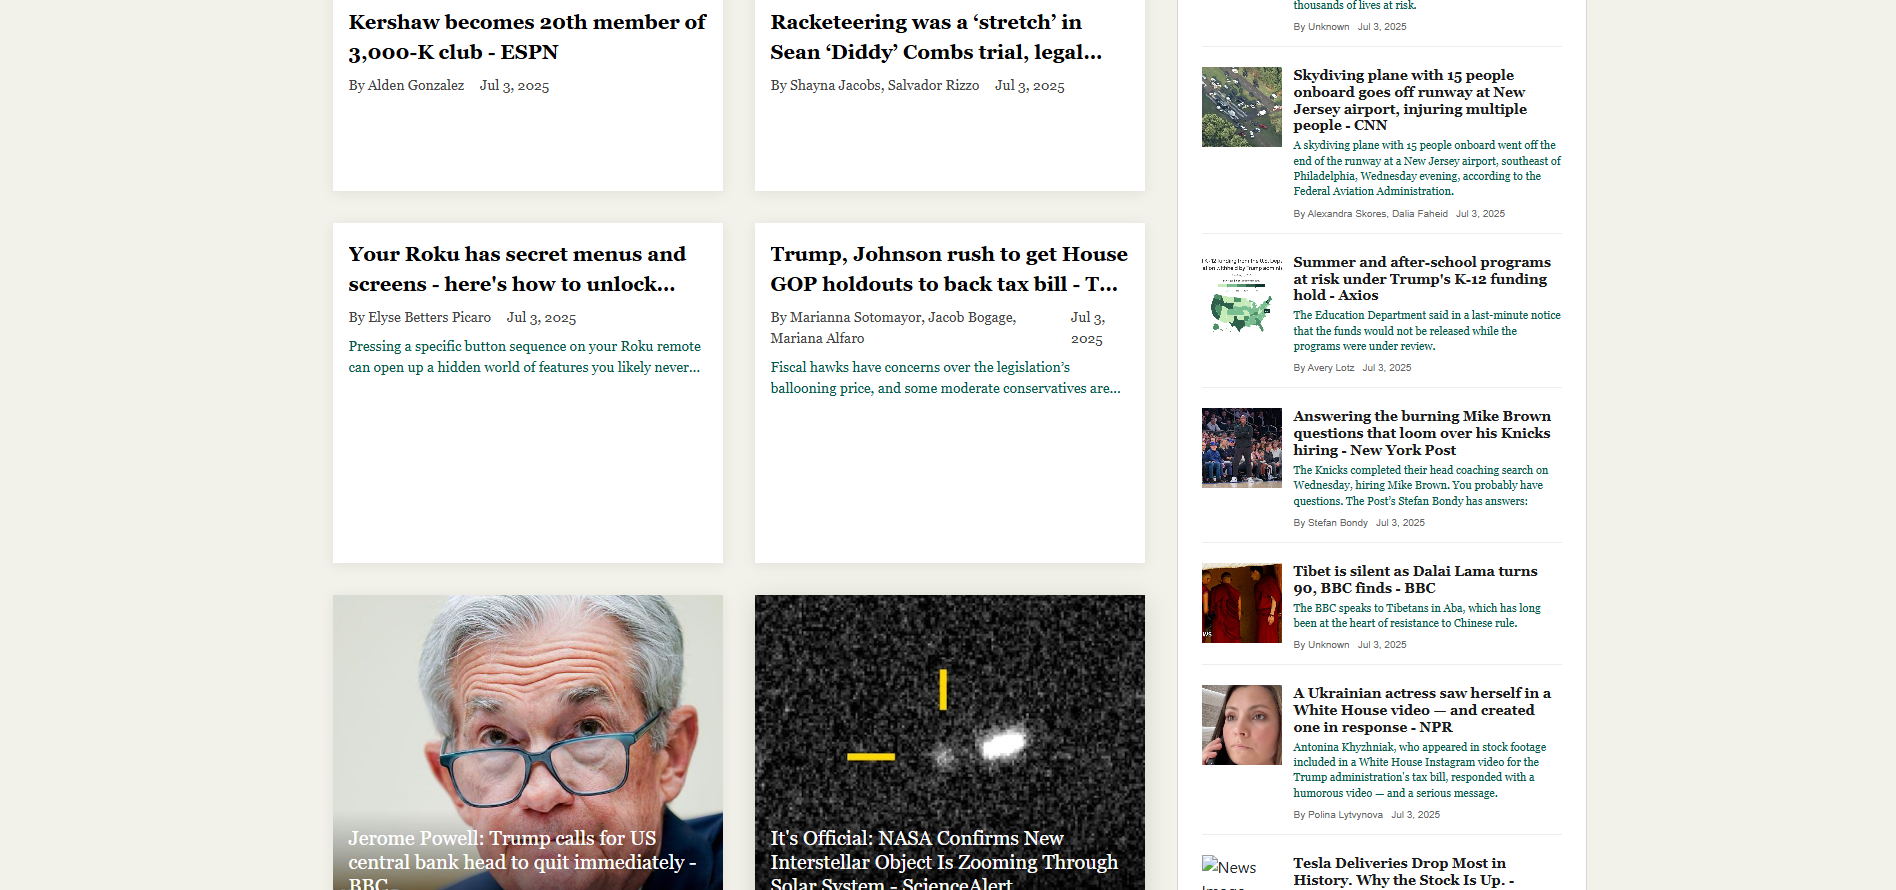 Kershaw becomes 20th member of
3,000-K club - ESPN
By Alden Gonzalez Jul 3, 2025
Racketeering was a ‘stretch’ in
Sean ‘Diddy’ Combs trial, legal...
By Shayna Jacobs, Salvador Rizzo Jul 3, 2025
Your Roku has secret menus and
screens - here's how to unlock...
By Elyse Betters Picaro Jul 3, 2025
Pressing a specific button sequence on your Roku remote
can open up a hidden world of features you likely never...
Trump, Johnson rush to get House
GOP holdouts to back tax bill - T...
By Marianna Sotomayor, Jacob Bogage,
Mariana Alfaro
Jul 3,
2025
Fiscal hawks have concerns over the legislation’s
ballooning price, and some moderate conservatives are...
Jerome Powell: Trump calls for US
central bank head to quit immediately -
BBC
It's Official: NASA Confirms New
Interstellar Object Is Zooming Through
Solar System - ScienceAlert
thousands of lives at risk.
By Unknown Jul 3, 2025
Skydiving plane with 15 people
onboard goes off runway at New
Jersey airport, injuring multiple
people - CNN
A skydiving plane with 15 people onboard went off the
end of the runway at a New Jersey airport, southeast of
Philadelphia, Wednesday evening, according to the
Federal Aviation Administration.
By Alexandra Skores, Dalia Faheid Jul 3, 2025
Summer and after-school programs
at risk under Trump's K-12 funding
hold - Axios
The Education Department said in a last-minute notice
that the funds would not be released while the
programs were under review.
By Avery Lotz Jul 3, 2025
Answering the burning Mike Brown
questions that loom over his Knicks
hiring - New York Post
The Knicks completed their head coaching search on
Wednesday, hiring Mike Brown. You probably have
questions. The Post’s Stefan Bondy has answers:
By Stefan Bondy Jul 3, 2025
Tibet is silent as Dalai Lama turns
90, BBC finds - BBC
The BBC speaks to Tibetans in Aba, which has long
been at the heart of resistance to Chinese rule.
By Unknown Jul 3, 2025
A Ukrainian actress saw herself in a
White House video — and created
one in response - NPR
Antonina Khyzhniak, who appeared in stock footage
included in a White House Instagram video for the
Trump administration's tax bill, responded with a
humorous video — and a serious message.
By Polina Lytvynova Jul 3, 2025
News
Image
Tesla Deliveries Drop Most in
History. Why the Stock Is Up. -